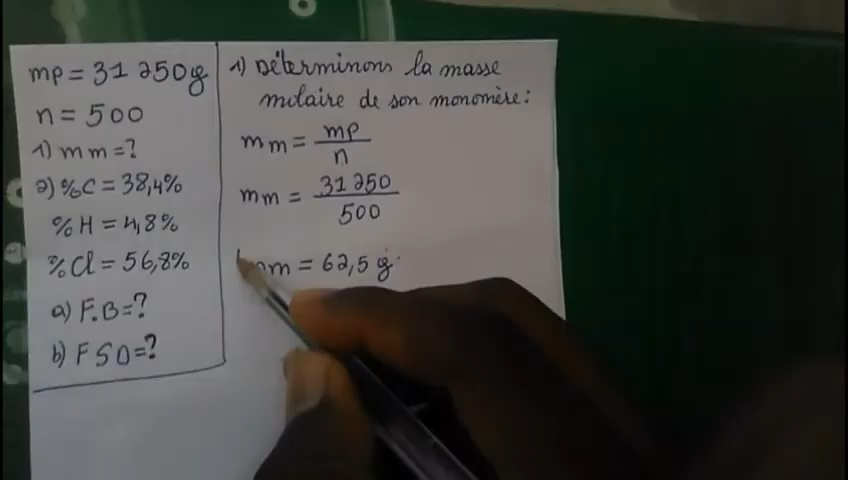 mp = 31 250g
n = 500
1) mm = ?
2) %C = 38,4%
%H = 4,8%
%Cl = 56,8%
a) F.B = ?
b) F S D = ?
1) Déterminons la masse
molaire de son monomère :
mm = mp / n
mm = 31 250 / 500
mm = 62,5 g